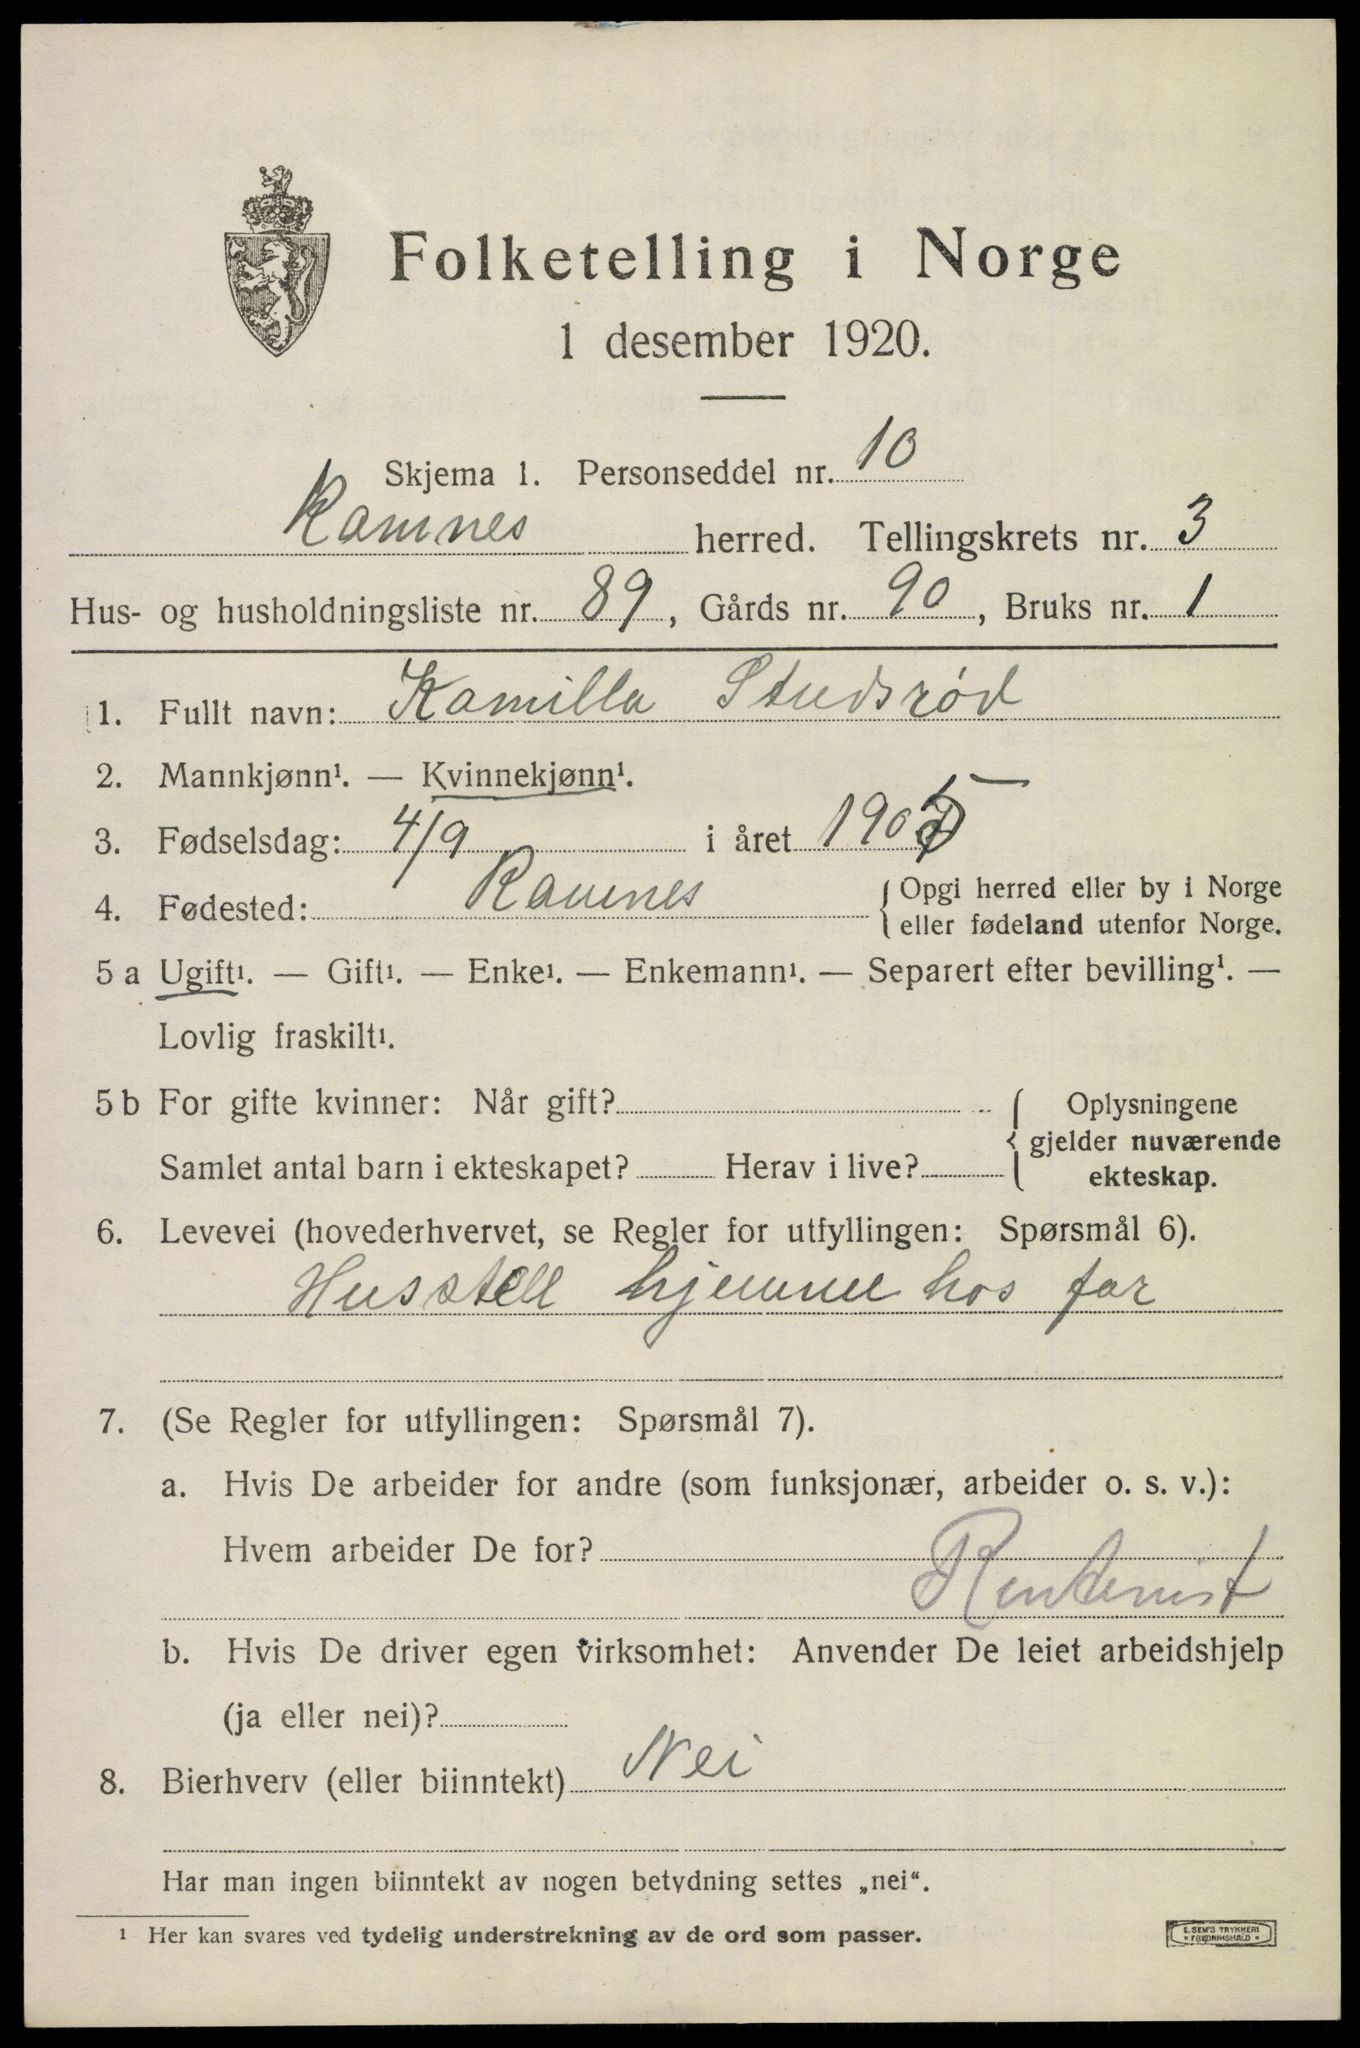 Folketelling i Norge
1 desember 1920.
Skjema 1. Personseddel nr. 10
Ramnes herred. Tellingskrets nr. 3
Hus- og husholdningsliste nr. 89, Gårds nr. 90, Bruks nr. 1
1. Fullt navn: Kamilla Studsrød
2. Mannkjønn¹. — Kvinnekjønn¹.
3. Fødselsdag: 4/9 i året 1905
4. Fødested: Ramnes { Opgi herred eller by i Norge
eller fødeland utenfor Norge.
5 a Ugift¹. — Gift¹. — Enke¹. — Enkemann¹. — Separert efter bevilling¹. —
Lovlig fraskilt¹.
5 b For gifte kvinner: Når gift? { Oplysningene
gjelder nuværende
ekteskap.
Samlet antal barn i ekteskapet? Herav i live?
6. Levevei (hovederhvervet, se Regler for utfyllingen: Spørsmål 6).
Husstell hjemme hos far
7. (Se Regler for utfyllingen: Spørsmål 7).
a. Hvis De arbeider for andre (som funksjonær, arbeider o. s. v.):
Hvem arbeider De for?
Rentenist
b. Hvis De driver egen virksomhet: Anvender De leiet arbeidshjelp
(ja eller nei)?
8. Bierhverv (eller biinntekt) Nei
Har man ingen biinntekt av nogen betydning settes „nei“.
¹ Her kan svares ved tydelig understrekning av de ord som passer.
E. SEM'S TRYKKERI
* FREDRIKSHALD *